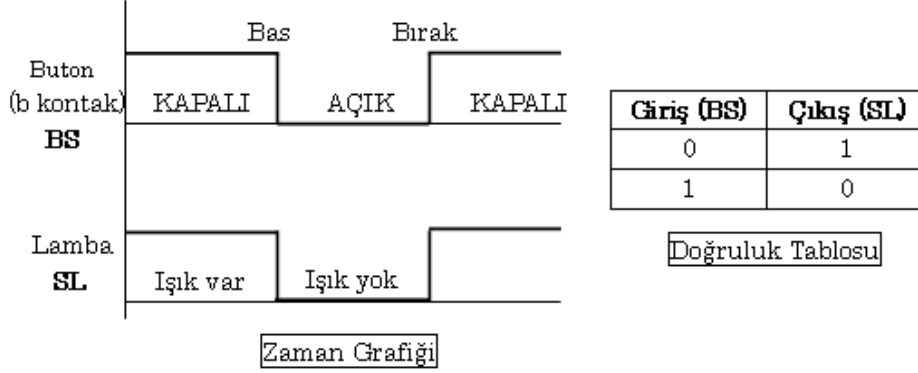 Bas Bırak
Buton
(b kontak)
BS
KAPALI AÇIK KAPALI
Lamba
SL
Işık var Işık yok
Zaman Grafiği
Giriş (BS) Çıkış (SL)
0 1
1 0
Doğruluk Tablosu